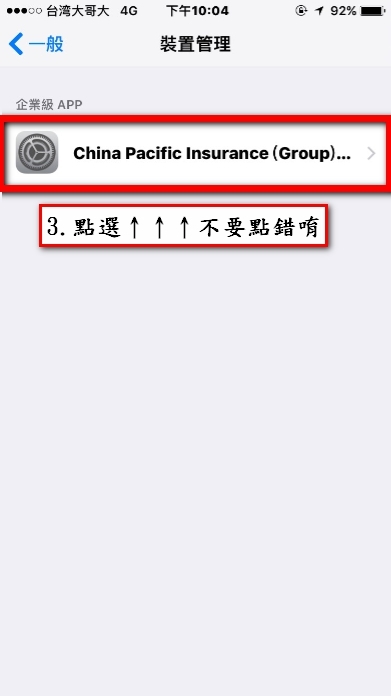 ●●●○○ 台湾大哥大 4G 下午10:04 92%
一般 裝置管理
企業級 APP
China Pacific Insurance (Group)...
3.點選↑↑↑不要點錯唷